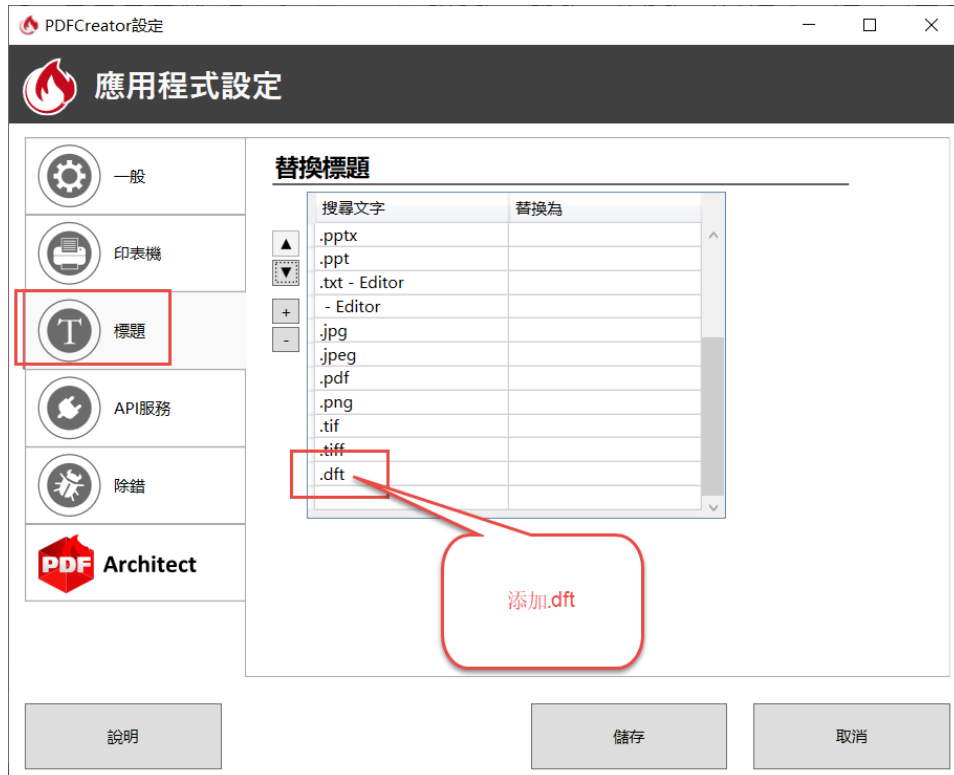 PDFCreator設定
應用程式設定
一般
印表機
標題
API服務
除錯
PDF Architect
替換標題
搜尋文字 替換為
.pptx
.ppt
.txt - Editor
- Editor
.jpg
.jpeg
.pdf
.png
.tif
.tiff
.dft
添加.dft
說明
儲存
取消